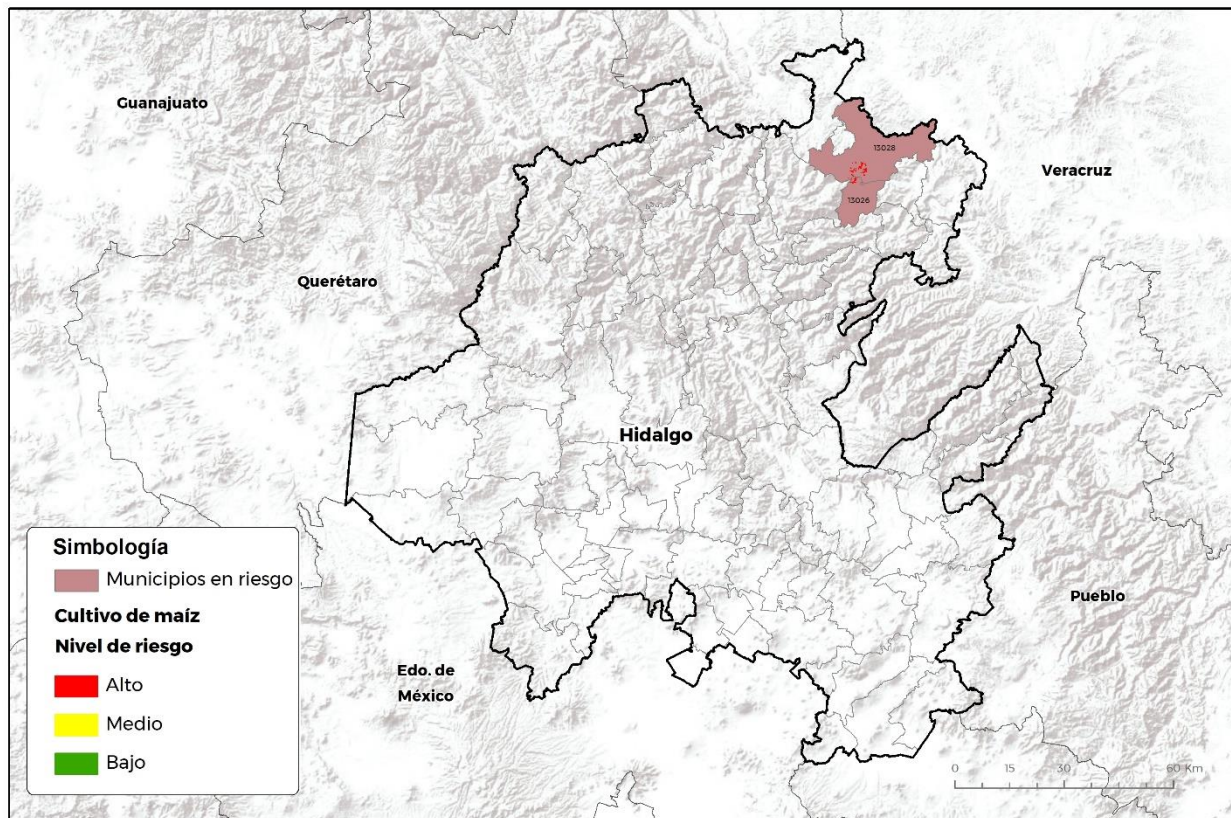 Guanajuato
13028
Veracruz
13026
Querétaro
Hidalgo
Simbología
Municipios en riesgo
Cultivo de maíz
Nivel de riesgo
Alto
Medio
Bajo
Edo. de
México
Pueblo
0 15 30 60 Km